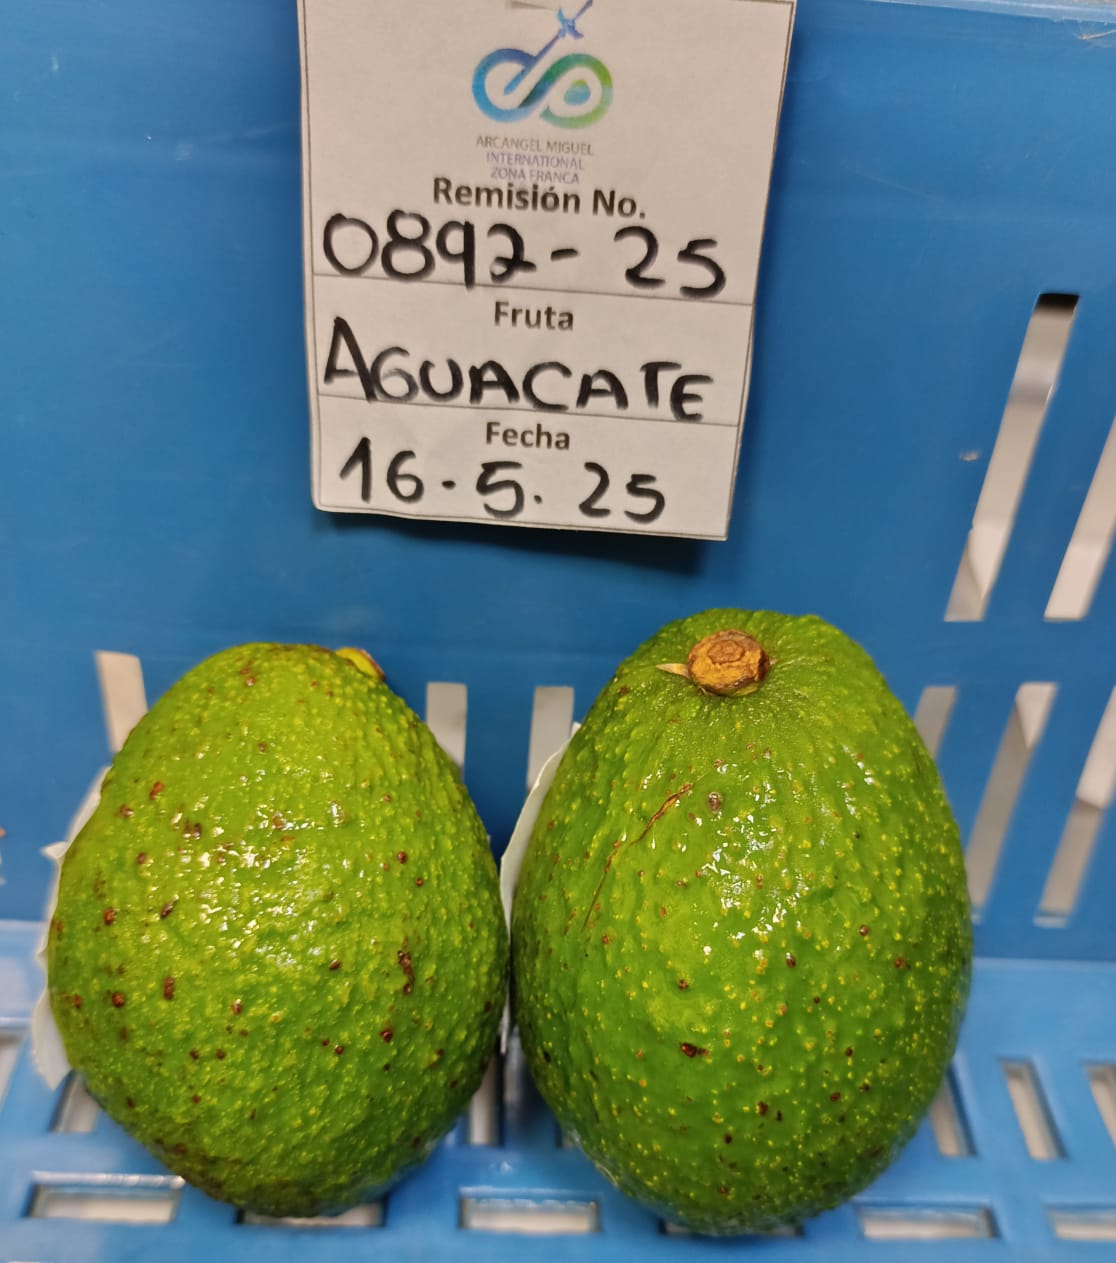 ARCANGEL MIGUEL
INTERNATIONAL
ZONA FRANCA
Remisión No.
0892-25
Fruta
AGUACATE
Fecha
16.5.25